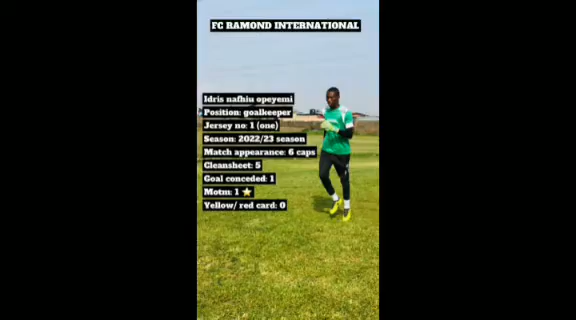 FC RAMOND INTERNATIONAL
Idris nafhiu opeyemi
Position: goalkeeper
Jersey no: 1 (one)
Season: 2022/23 season
Match appearance: 6 caps
Cleansheet: 5
Goal conceded: 1
Motm: 1 ⭐
Yellow/ red card: 0